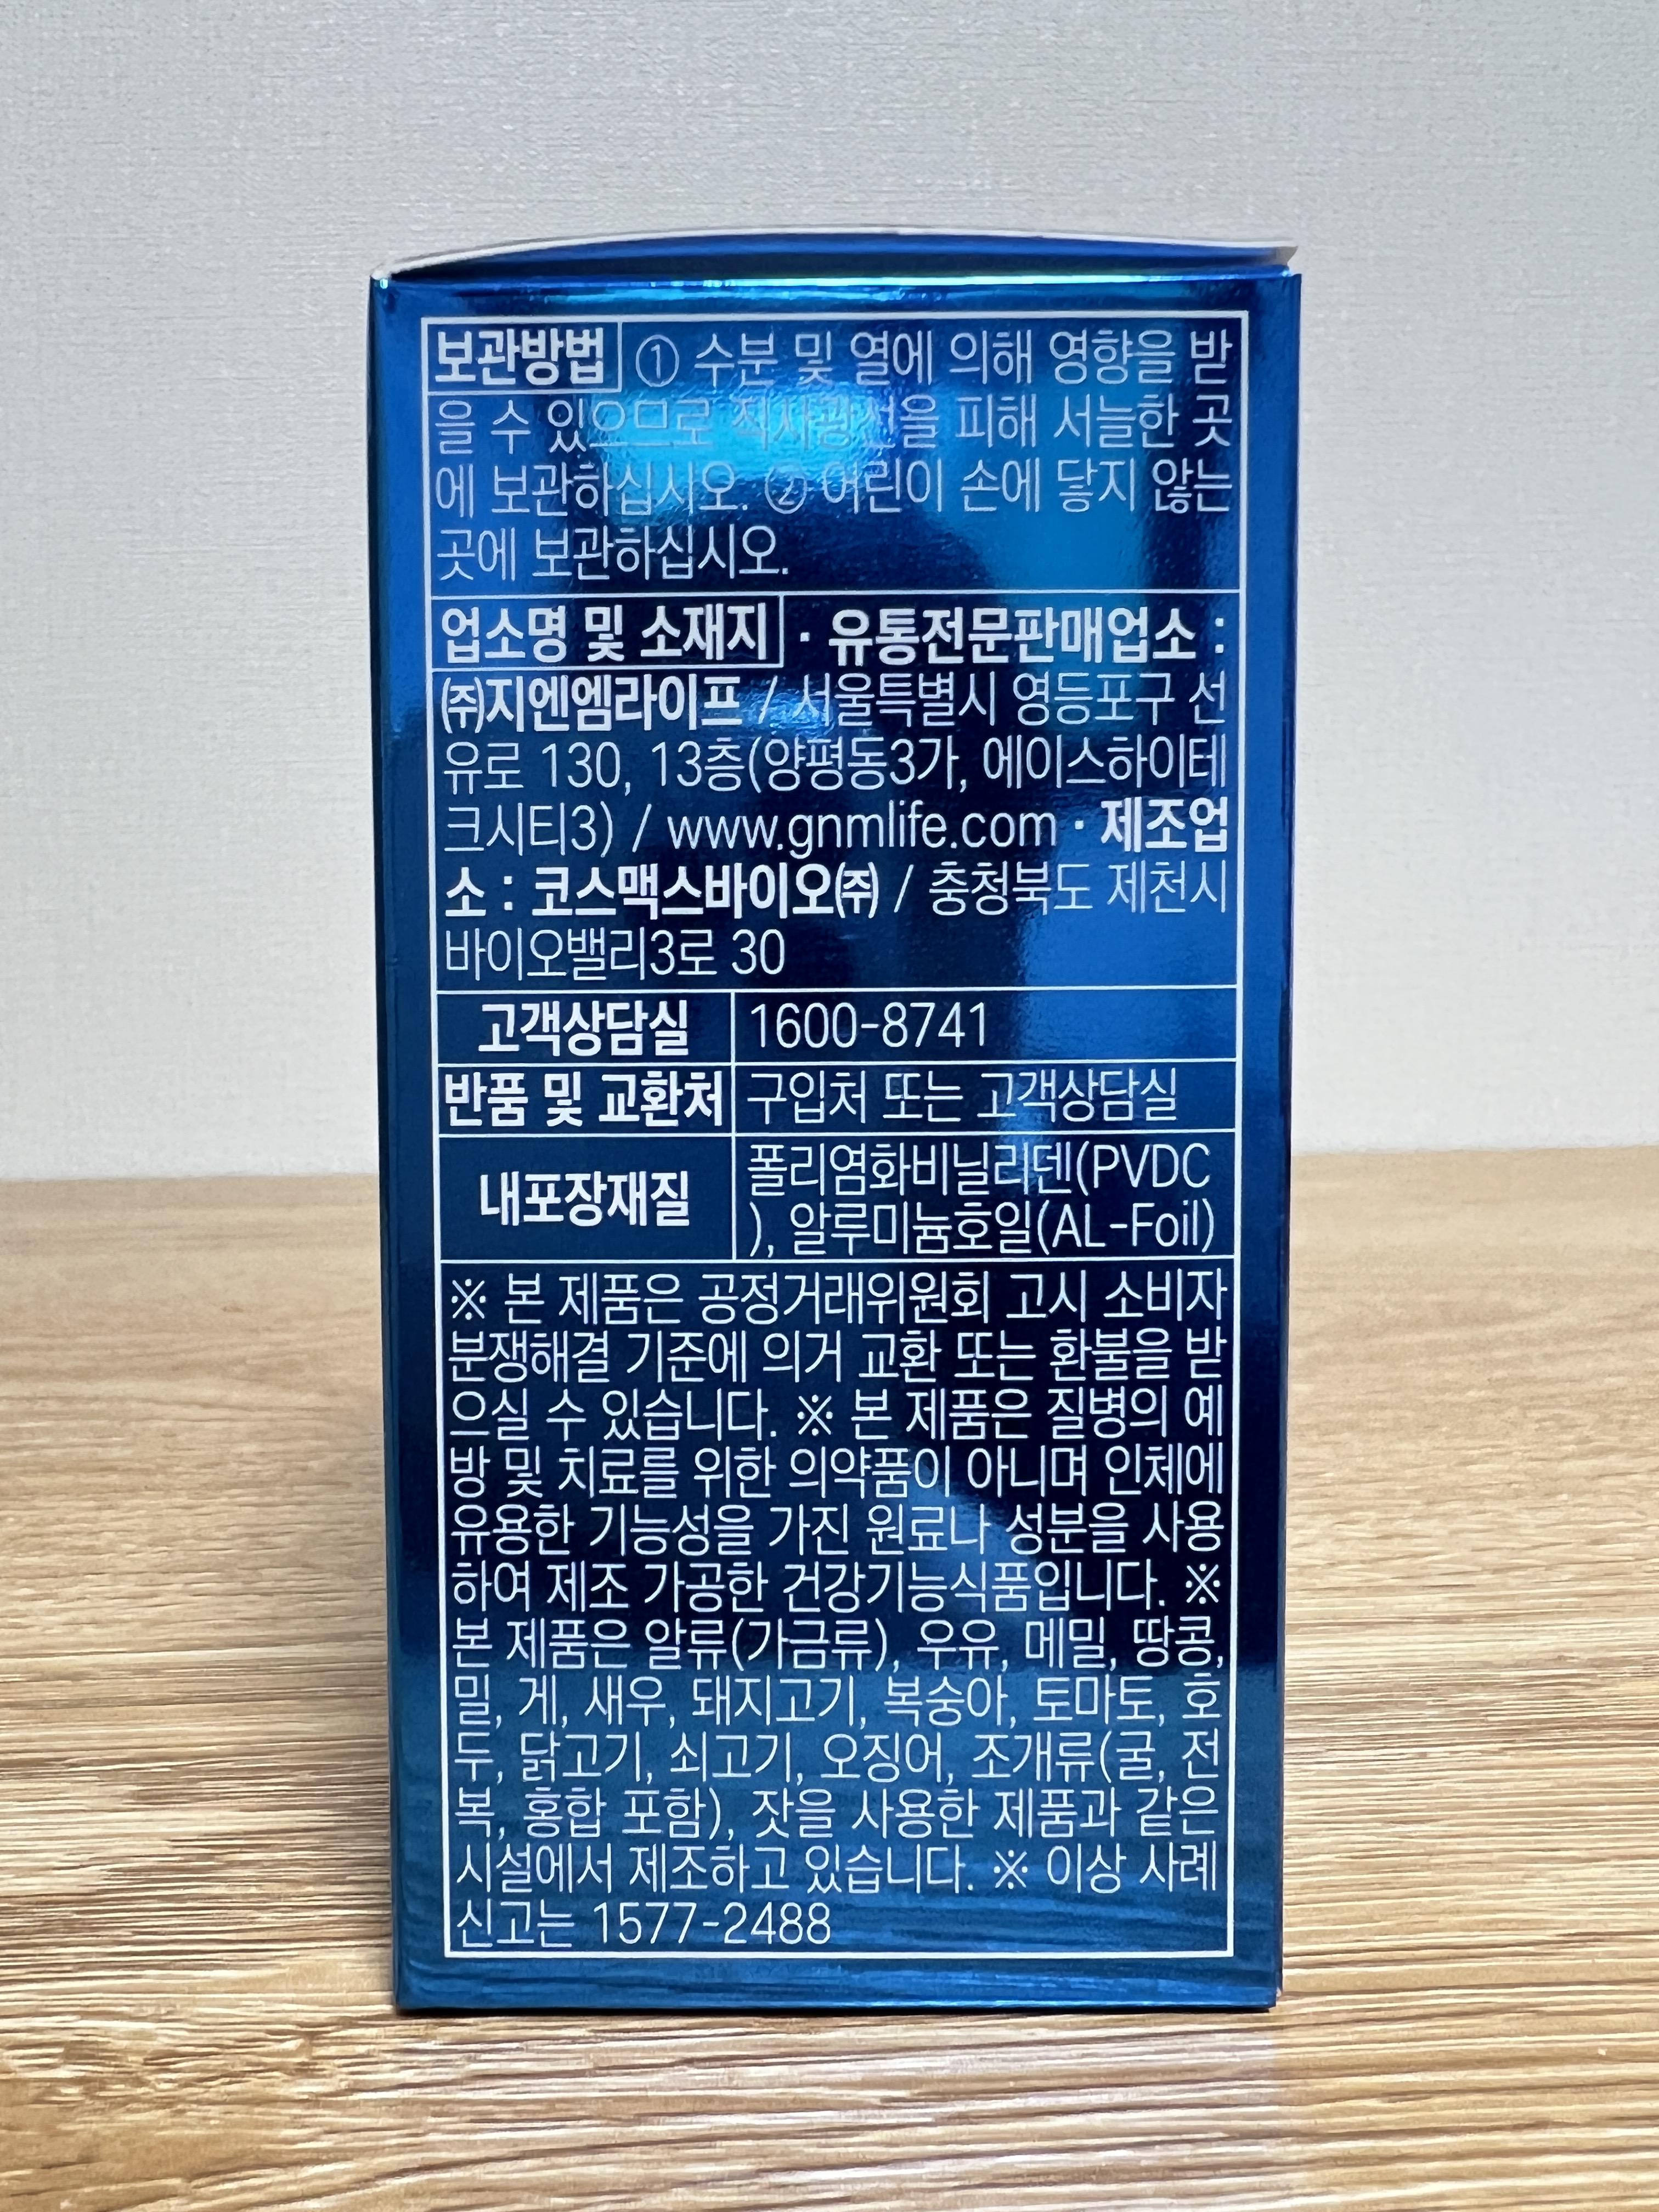 보관방법 ① 수분 및 열에 의해 영향을 받
을 수 있으므로 직사광선을 피해 서늘한 곳
에 보관하십시오. ② 어린이 손에 닿지 않는
곳에 보관하십시오.
업소명 및 소재지 · 유통전문판매업소 :
㈜지엔엠라이프 / 서울특별시 영등포구 선
유로 130, 13층(양평동3가, 에이스하이테
크시티3) / www.gnmlife.com · 제조업
소 : 코스맥스바이오㈜ / 충청북도 제천시
바이오밸리3로 30
고객상담실 1600-8741
반품 및 교환처 구입처 또는 고객상담실
내포장재질 폴리염화비닐리덴(PVDC
), 알루미늄호일(AL-Foil)
※ 본 제품은 공정거래위원회 고시 소비자
분쟁해결 기준에 의거 교환 또는 환불을 받
으실 수 있습니다. ※ 본 제품은 질병의 예
방 및 치료를 위한 의약품이 아니며 인체에
유용한 기능성을 가진 원료나 성분을 사용
하여 제조 가공한 건강기능식품입니다. ※
본 제품은 알류(가금류), 우유, 메밀, 땅콩,
밀, 게, 새우, 돼지고기, 복숭아, 토마토, 호
두, 닭고기, 쇠고기, 오징어, 조개류(굴, 전
복, 홍합 포함), 잣을 사용한 제품과 같은
시설에서 제조하고 있습니다. ※ 이상 사례
신고는 1577-2488